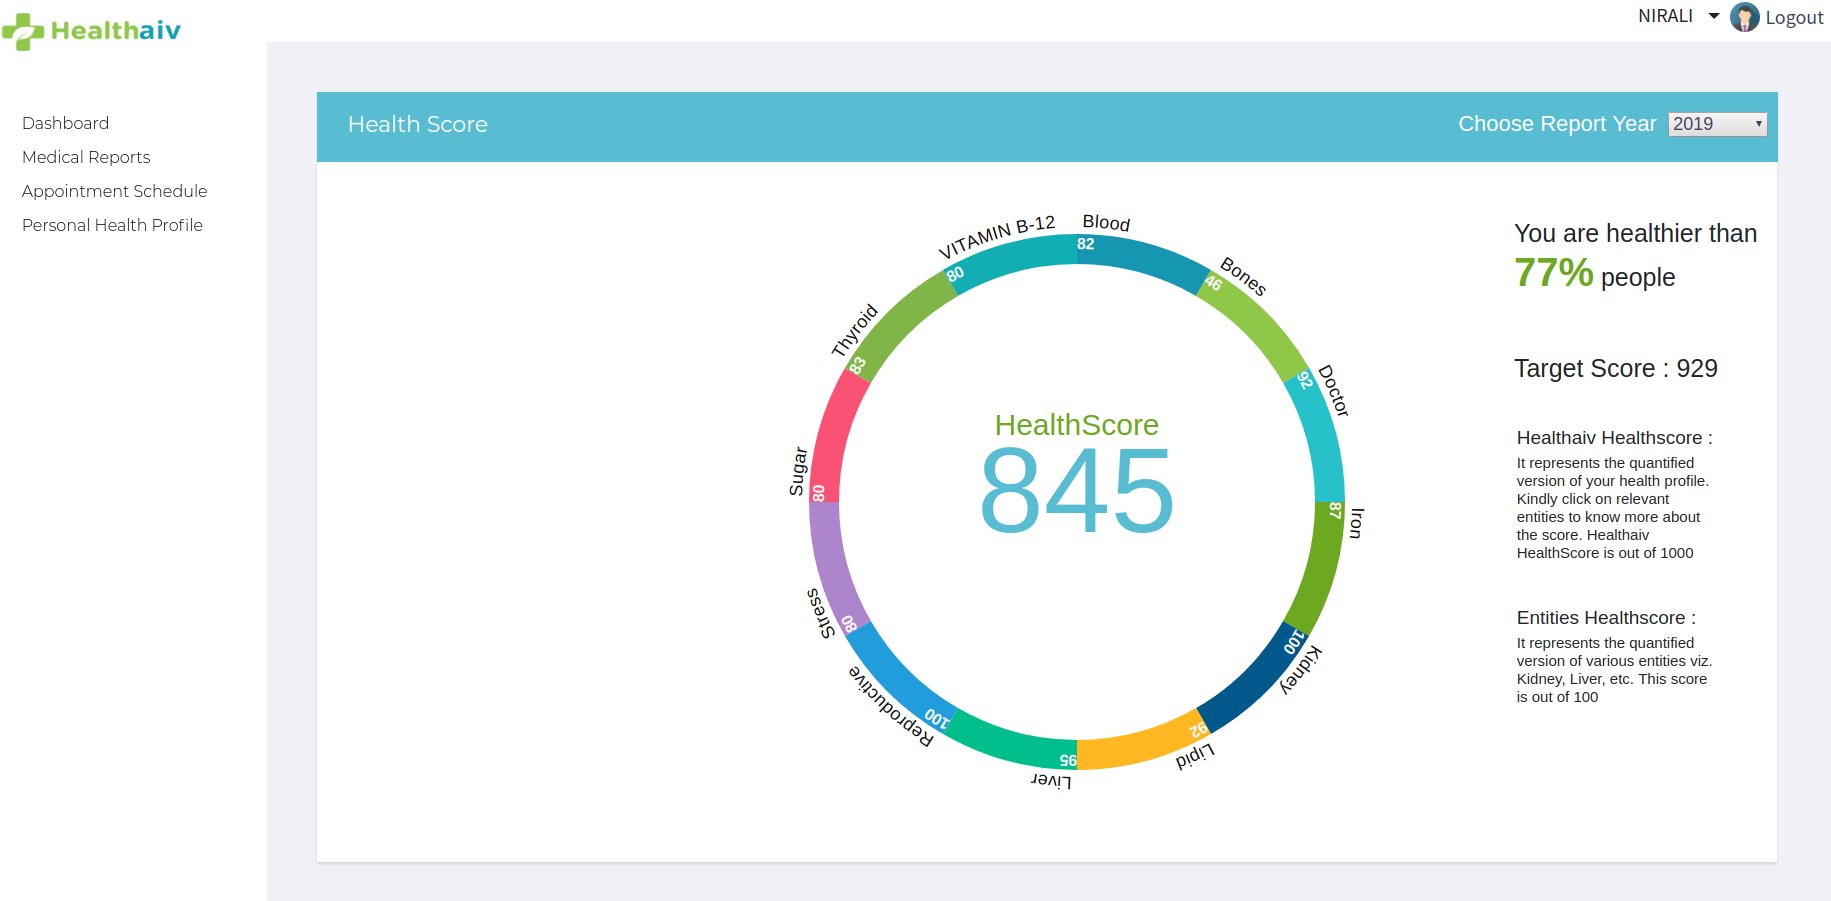 Healthaiv
NIRALI
Logout
Dashboard
Medical Reports
Appointment Schedule
Personal Health Profile
Health Score
Choose Report Year
2019
Blood
82
Bones
46
Doctor
92
Iron
87
Kidney
100
Lipid
92
Liver
95
Reproductive
100
Stress
80
Sugar
80
Thyroid
83
VITAMIN B-12
80
HealthScore
845
You are healthier than
77% people
Target Score : 929
Healthaiv Healthscore :
It represents the quantified
version of your health profile.
Kindly click on relevant
entities to know more about
the score. Healthaiv
HealthScore is out of 1000
Entities Healthscore :
It represents the quantified
version of various entities viz.
Kidney, Liver, etc. This score
is out of 100